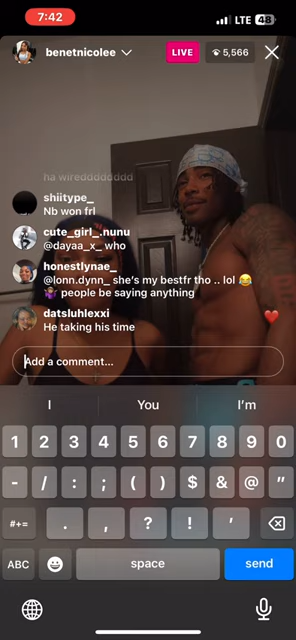 7:42
LTE 48
benetnicolee
LIVE
5,566
ha wiredddddddd
shiitype_
Nb won frl
cute_girl_.nunu
@dayaa_x_ who
honestlynae_
@lonn.dynn_ she's my bestfr tho .. lol 😂
🤷🏾‍♀️ people be saying anything
datsluhlexxi
He taking his time
Add a comment...
I You I'm
1 2 3 4 5 6 7 8 9 0
- / : ; ( ) $ & @ "
#+= . , ? ! '
ABC space send